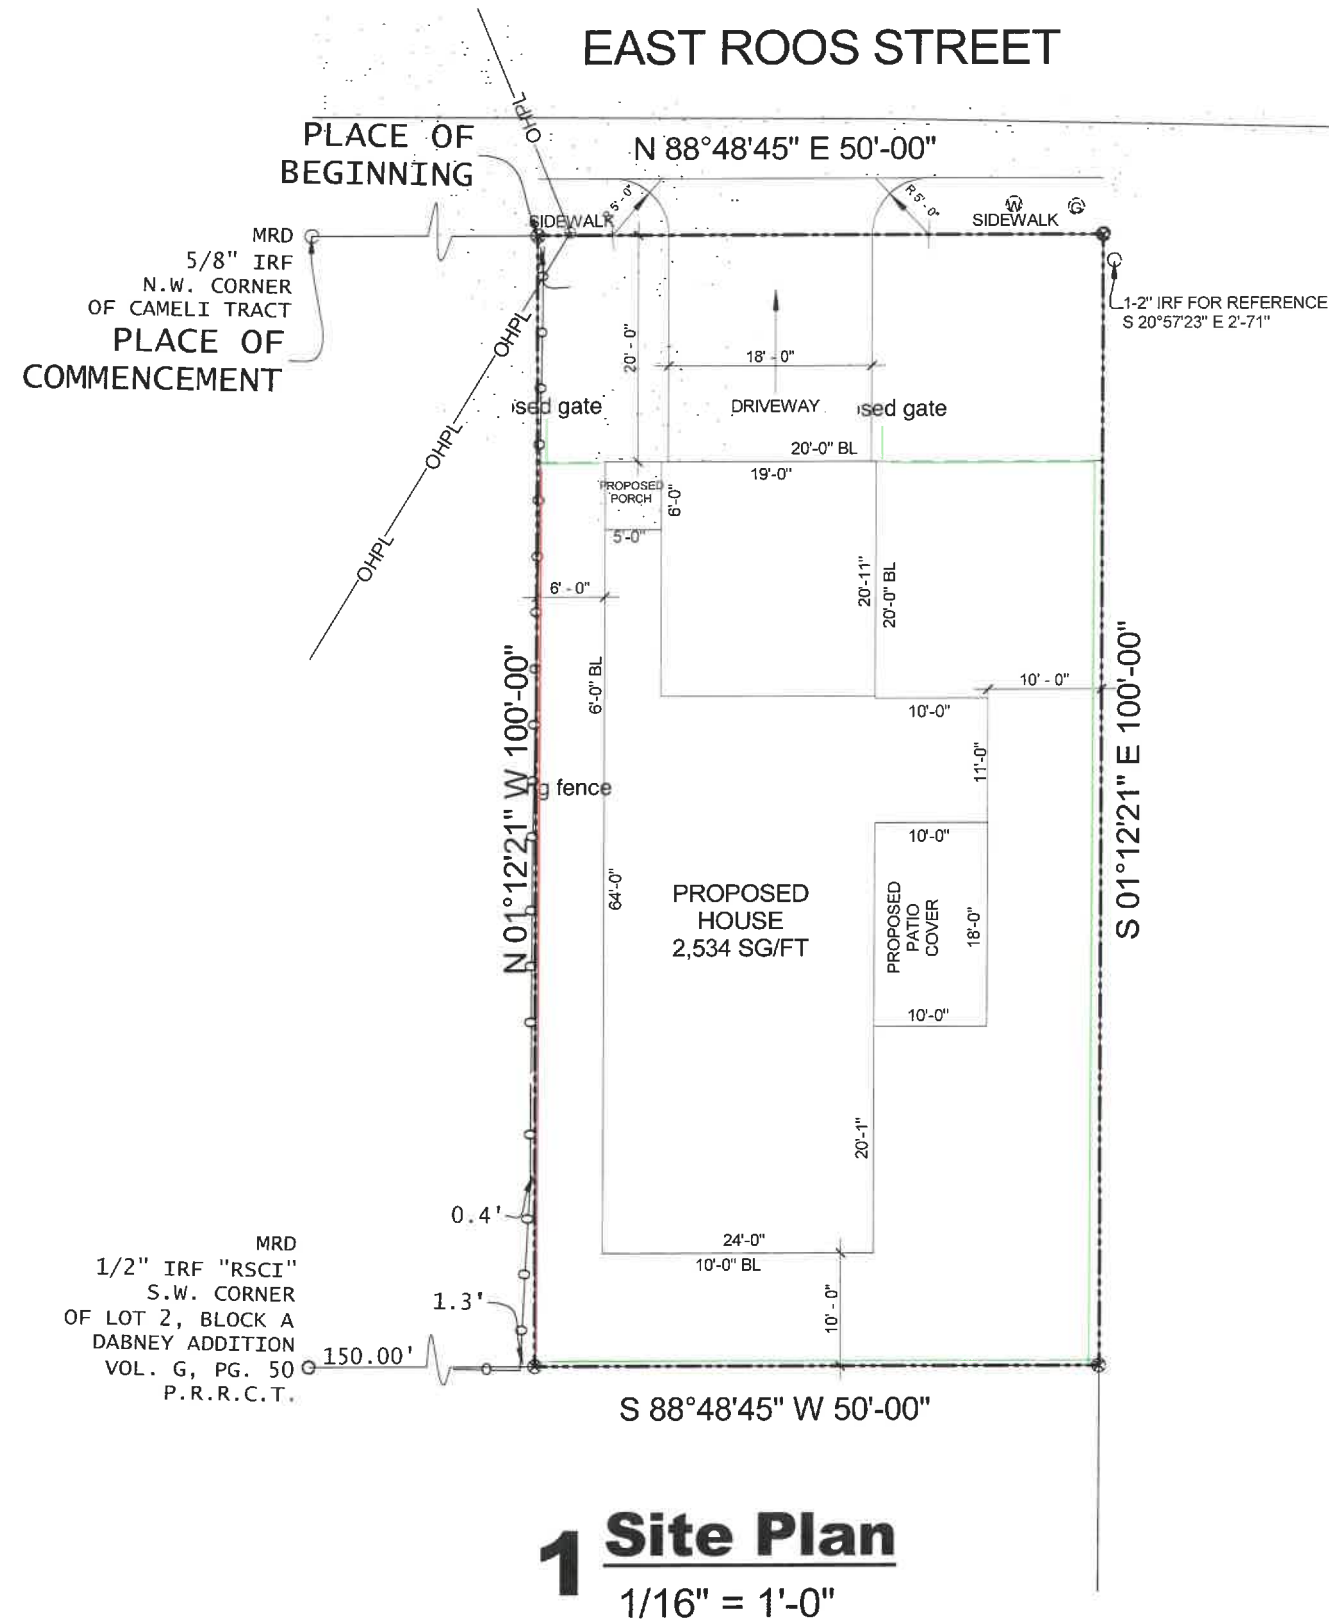 EAST ROOS STREET
OHPL
PLACE OF
BEGINNING
N 88°48'45" E 50'-00"
R 5'-0"
R 5'-0"
W
G
SIDEWALK
SIDEWALK
MRD
5/8" IRF
N.W. CORNER
OF CAMELI TRACT
PLACE OF
COMMENCEMENT
1-2" IRF FOR REFERENCE
S 20°57'23" E 2'-71"
OHPL
20' - 0"
18' - 0"
DRIVEWAY
osed gate
osed gate
OHPL
20'-0" BL
19'-0"
PROPOSED
PORCH
6'-0"
5'-0"
OHPL
6' - 0"
20'-11"
20'-0" BL
6'-0" BL
N 01°12'21" W 100'-00"
S 01°12'21" E 100'-00"
10' - 0"
10'-0"
11'-0"
ng fence
10'-0"
64'-0"
PROPOSED
HOUSE
2,534 SG/FT
PROPOSED
PATIO
COVER
18'-0"
10'-0"
20'-1"
0.4'
24'-0"
10'-0" BL
10' - 0"
1.3'
MRD
1/2" IRF "RSCI"
S.W. CORNER
OF LOT 2, BLOCK A
DABNEY ADDITION
VOL. G, PG. 50
P.R.R.C.T.
150.00'
S 88°48'45" W 50'-00"
1 Site Plan
1/16" = 1'-0"